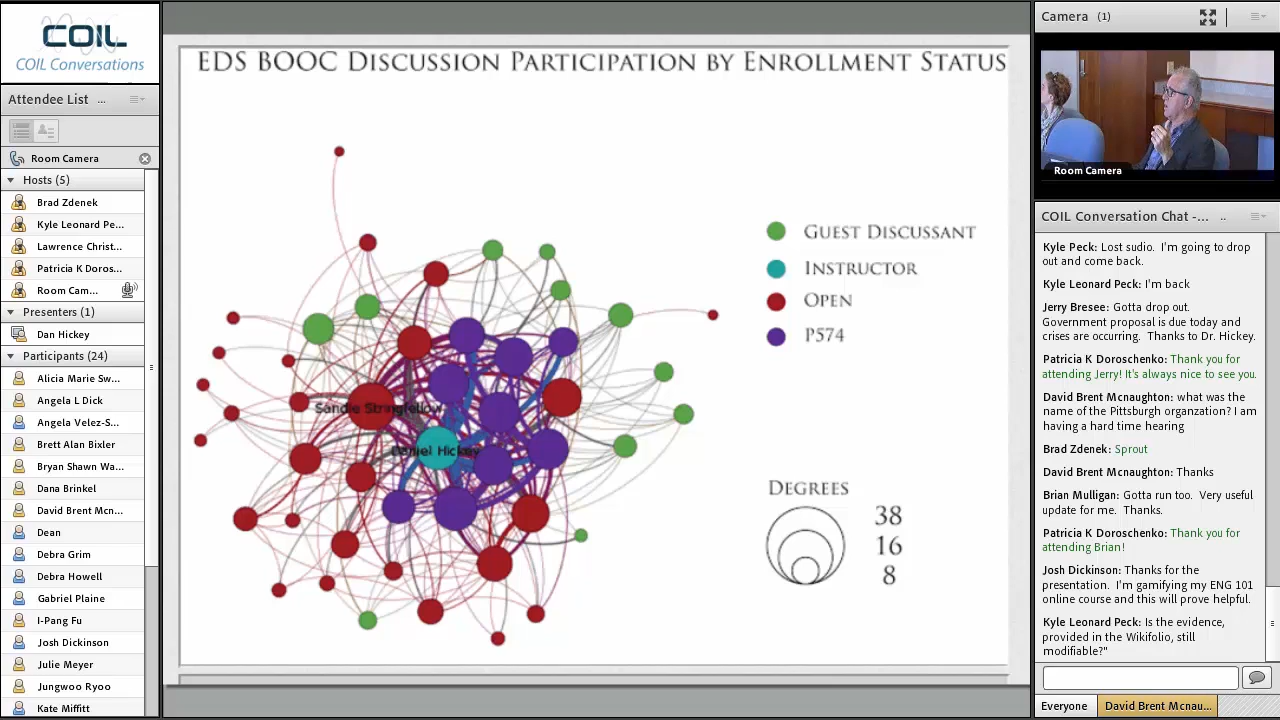 COIL
COIL Conversations
Attendee List ...
Room Camera
Hosts (5)
Brad Zdenek
Kyle Leonard Pe...
Lawrence Christ...
Patricia K Doros...
Room Cam...
Presenters (1)
Dan Hickey
Participants (24)
Alicia Marie Sw...
Angela L Dick
Angela Velez-S...
Brett Alan Bixler
Bryan Shawn Wa...
Dana Brinkel
David Brent Mcn...
Dean
Debra Grim
Debra Howell
Gabriel Plaine
I-Pang Fu
Josh Dickinson
Julie Meyer
Jungwoo Ryoo
Kate Miffitt
EDS BOOC Discussion Participation by Enrollment Status
Sandie Stringfellow
Daniel Hickey
Guest Discussant
Instructor
Open
P574
Degrees
38
16
8
Camera (1)
Room Camera
COIL Conversation Chat -... ..
Kyle Peck: Lost sudio. I'm going to drop
out and come back.
Kyle Leonard Peck: I'm back
Jerry Bresee: Gotta drop out.
Government proposal is due today and
crises are occurring. Thanks to Dr. Hickey.
Patricia K Doroschenko: Thank you for
attending Jerry! It's always nice to see you.
David Brent Mcnaughton: what was the
name of the Pittsburgh organzation? I am
having a hard time hearing
Brad Zdenek: Sprout
David Brent Mcnaughton: Thanks
Brian Mulligan: Gotta run too. Very useful
update for me. Thanks.
Patricia K Doroschenko: Thank you for
attending Brian!
Josh Dickinson: Thanks for the
presentation. I'm gamifying my ENG 101
online course and this will prove helpful.
Kyle Leonard Peck: Is the evidence,
provided in the Wikifolio, still
modifiable?"
Everyone
David Brent Mcnau...